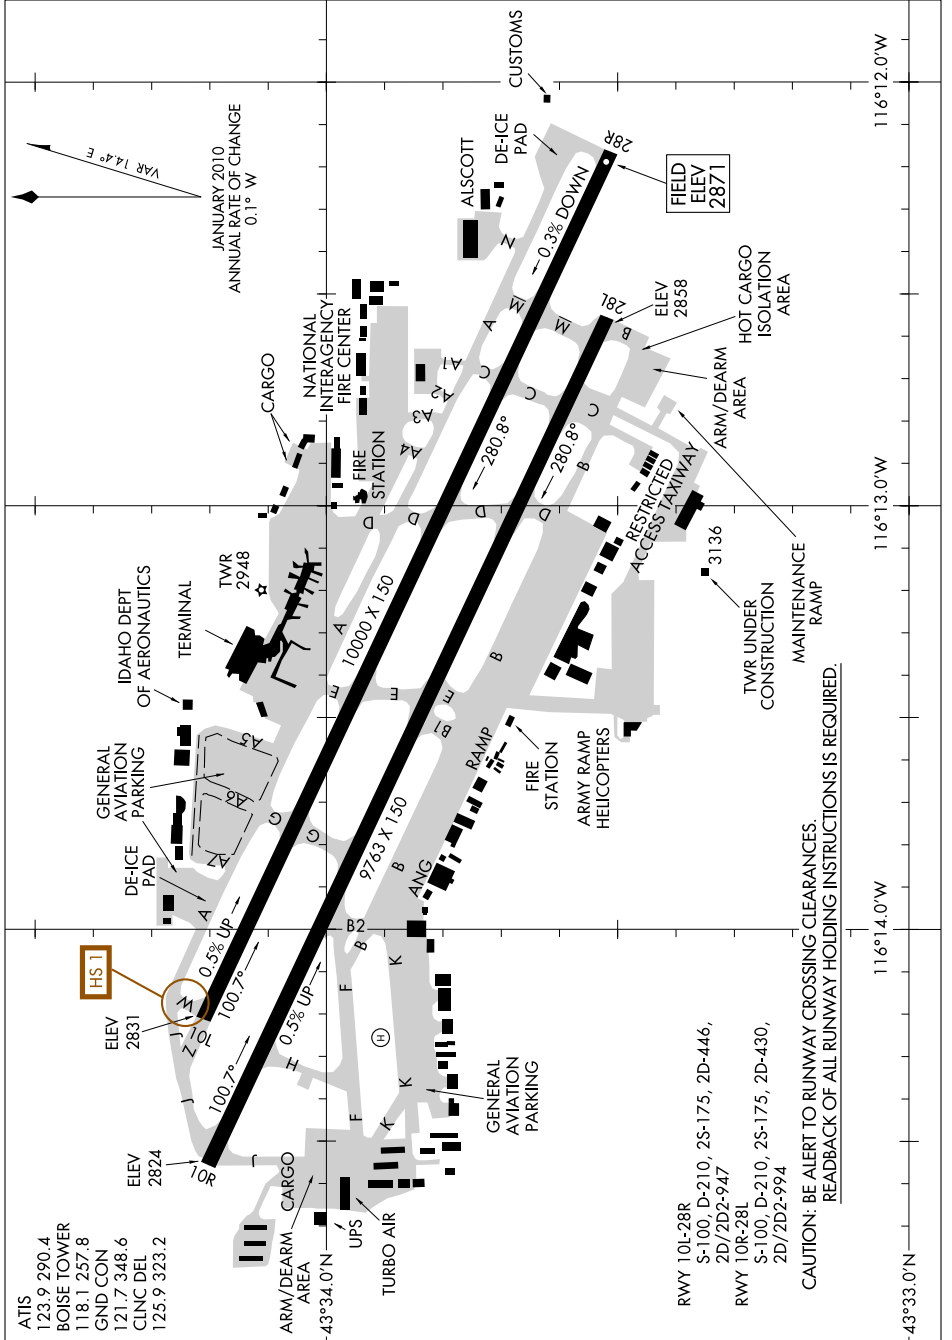 ATIS
123.9 290.4
BOISE TOWER
118.1 257.8
GND CON
121.7 348.6
CLNC DEL
125.9 323.2
VAR 14.4° E
JANUARY 2010
ANNUAL RATE OF CHANGE
0.1° W
CUSTOMS
DE-ICE
PAD
ALSCOTT
28R
FIELD
ELEV
2871
0.3% DOWN
N
A
M
M
28L
ELEV
2858
B
HOT CARGO
ISOLATION
AREA
ARM/DEARM
AREA
NATIONAL
INTERAGENCY
FIRE CENTER
CARGO
A1
A2
A3
A4
C
C
C
FIRE
STATION
280.8°
280.8°
B
D
D
D
D
RESTRICTED
ACCESS TAXIWAY
MAINTENANCE
RAMP
3136
TWR UNDER
CONSTRUCTION
TWR
2948
IDAHO DEPT
OF AERONAUTICS
TERMINAL
10000 X 150
A
B
E
E
E
B1
A5
A6
A7
GENERAL
AVIATION
PARKING
DE-ICE
PAD
G
G
RAMP
FIRE
STATION
ARMY RAMP
HELICOPTERS
9763 X 150
B
ANG
A
HS 1
W
0.5% UP
100.7°
B2
B
K
F
H
ELEV
2831
J
Z
10L
0.5% UP
H
100.7°
J
K
F
K
GENERAL
AVIATION
PARKING
ELEV
2824
10R
J
CARGO
ARM/DEARM
AREA
UPS
TURBO AIR
43°34.0'N
43°33.0'N
116°12.0'W
116°13.0'W
116°14.0'W
RWY 10L-28R
S-100, D-210, 2S-175, 2D-446,
2D/2D2-947
RWY 10R-28L
S-100, D-210, 2S-175, 2D-430,
2D/2D2-994
CAUTION: BE ALERT TO RUNWAY CROSSING CLEARANCES.
READBACK OF ALL RUNWAY HOLDING INSTRUCTIONS IS REQUIRED.